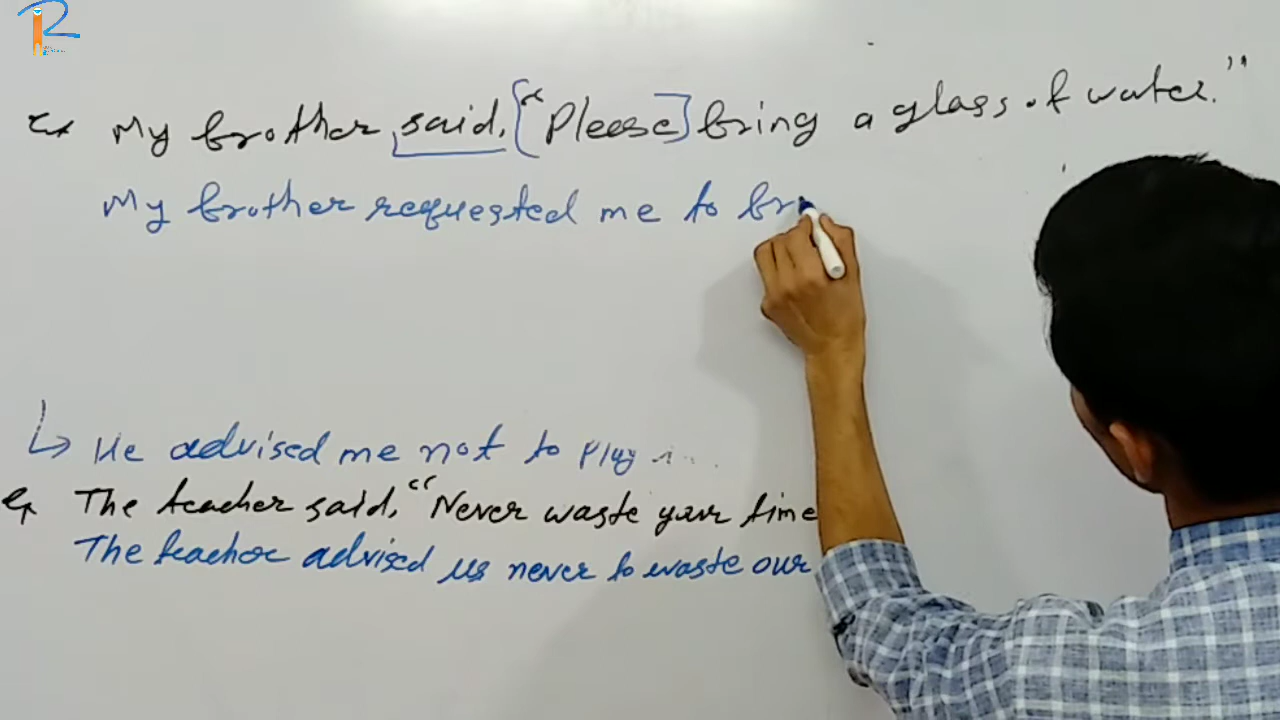 Ex My brother said, "Please bring a glass of water."
My brother requested me to br
↳ He advised me not to play
Ex The teacher said, "Never waste your time
The teacher advised us never to waste our